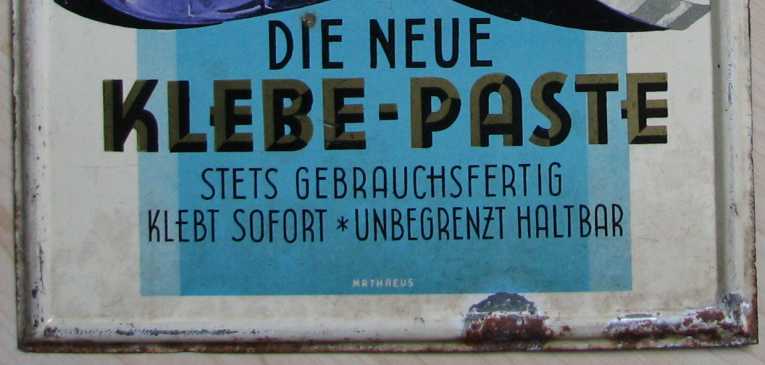 DIE NEUE
KLEBE-PASTE
STETS GEBRAUCHSFERTIG
KLEBT SOFORT * UNBEGRENZT HALTBAR
MATHAEUS